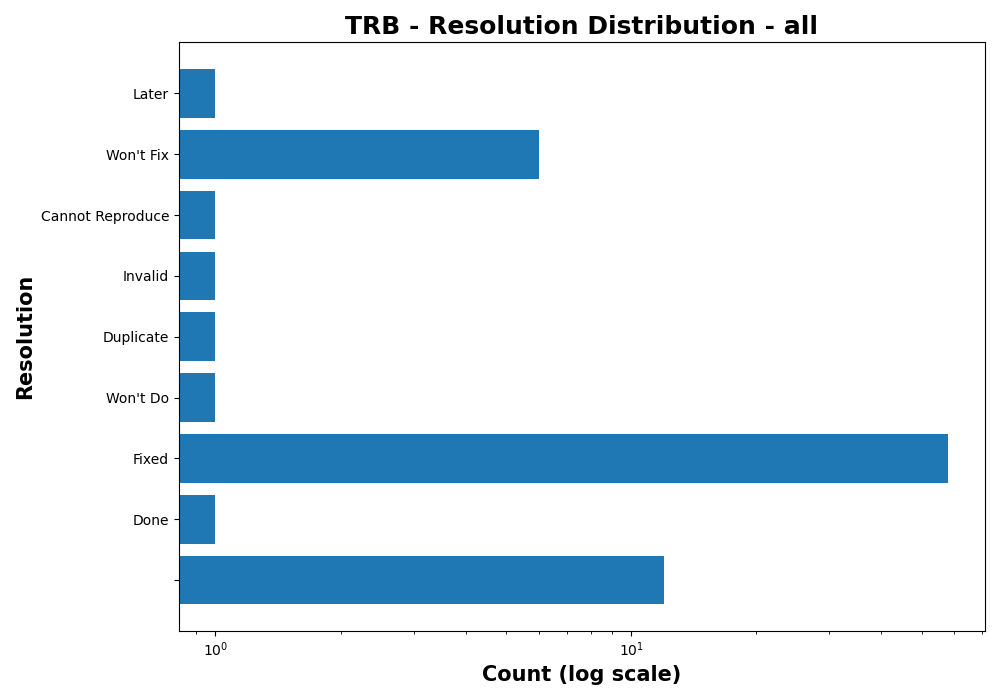 TRB - Resolution Distribution - all
Later
Won't Fix
Cannot Reproduce
Invalid
Duplicate
Won't Do
Fixed
Done
Resolution
10⁰
10¹
Count (log scale)